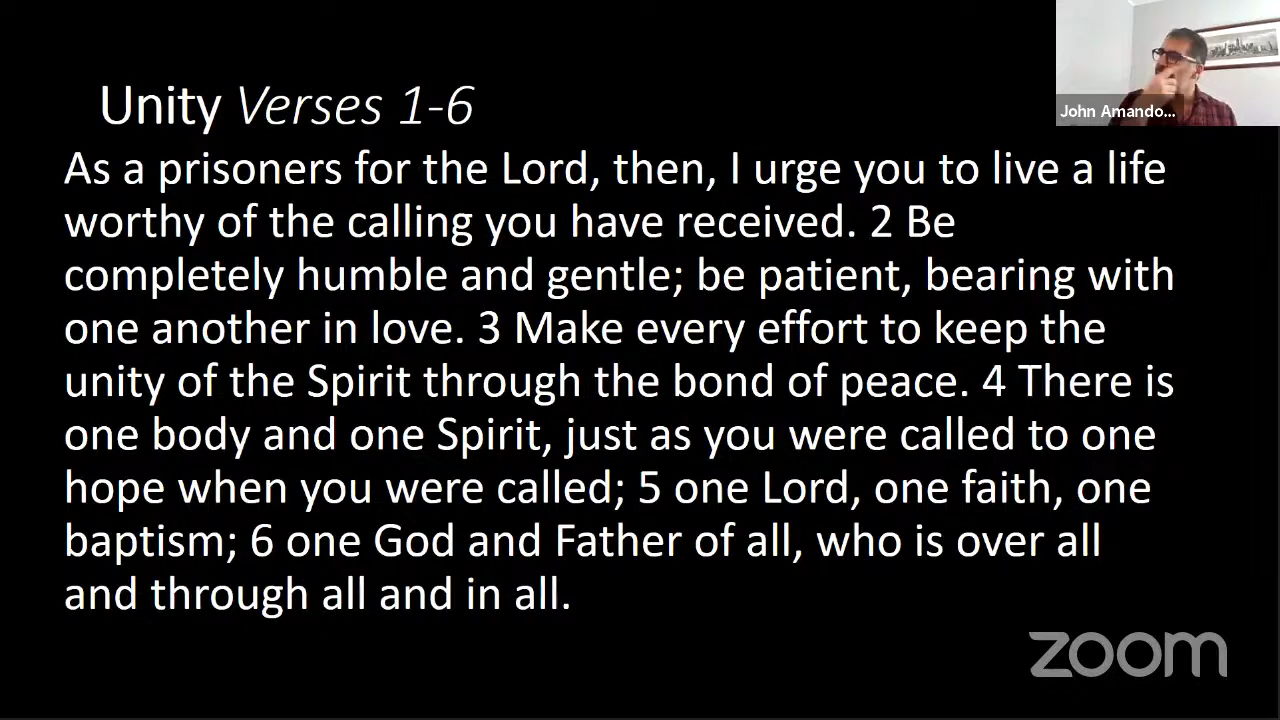 John Amando...
Unity Verses 1-6
As a prisoners for the Lord, then, I urge you to live a life
worthy of the calling you have received. 2 Be
completely humble and gentle; be patient, bearing with
one another in love. 3 Make every effort to keep the
unity of the Spirit through the bond of peace. 4 There is
one body and one Spirit, just as you were called to one
hope when you were called; 5 one Lord, one faith, one
baptism; 6 one God and Father of all, who is over all
and through all and in all.
zoom